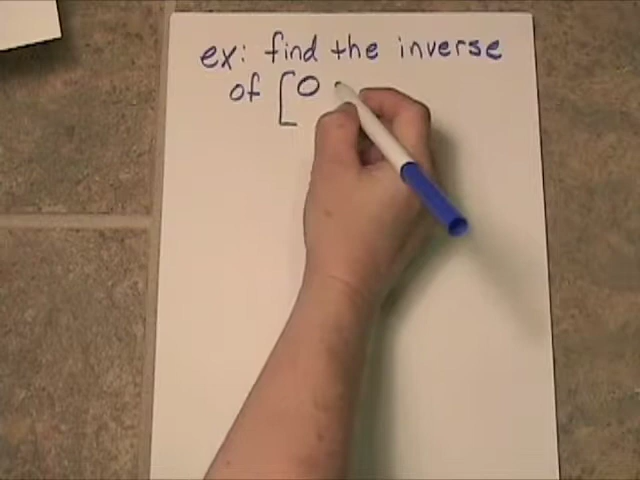 ex: find the inverse
of [0